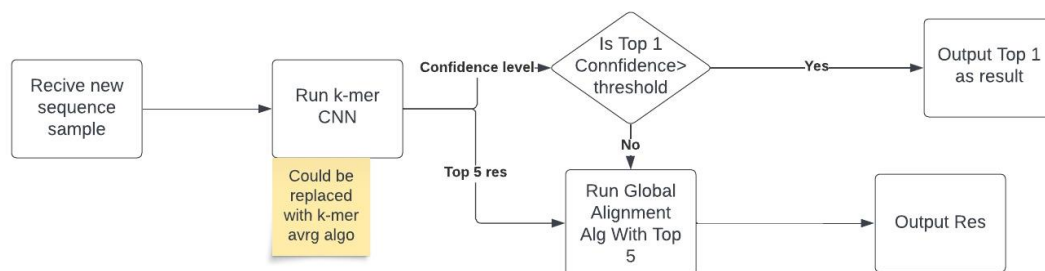 Recive new
sequence
sample
Run k-mer
CNN
Could be
replaced
with k-mer
avrg algo
Confidence level
Top 5 res
Is Top 1
Connfidence>
threshold
Yes
No
Output Top 1
as result
Run Global
Alignment
Alg With Top
5
Output Res